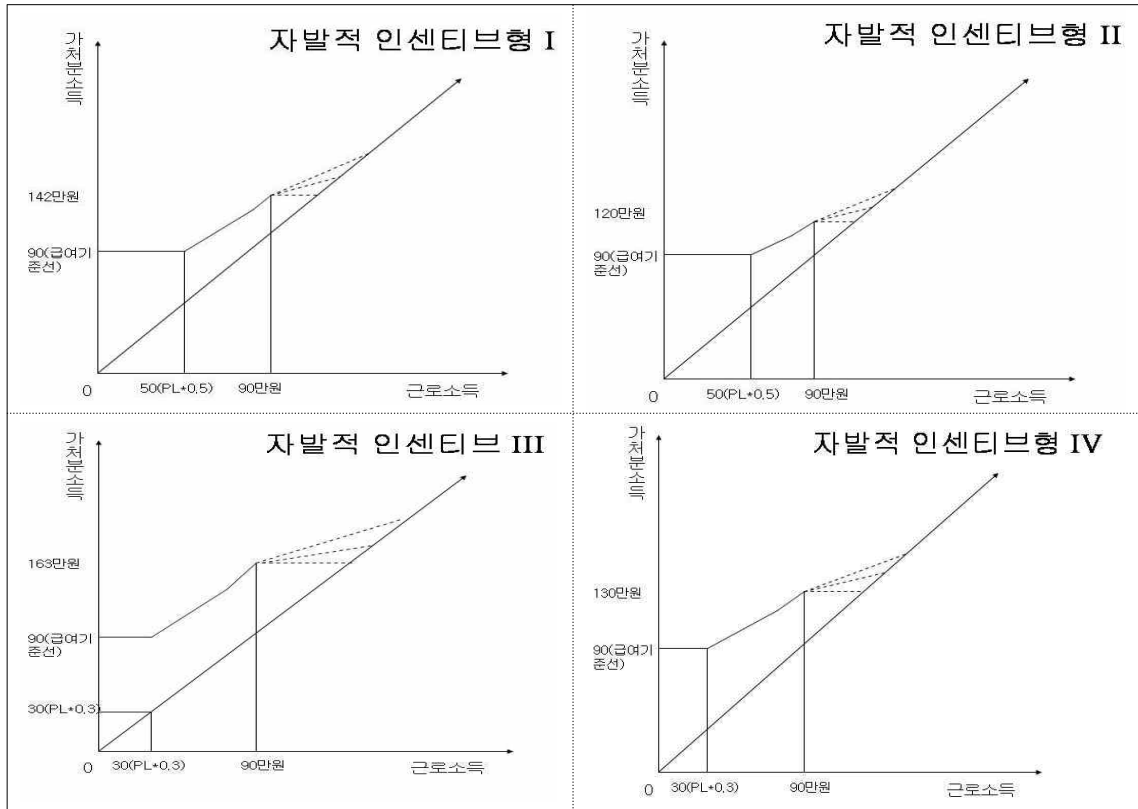 자발적 인센티브형 I
가처분소득
142만원
90(급여기
준선)
0
50(PL*0.5)
90만원
근로소득
자발적 인센티브형 II
가처분소득
120만원
90(급여기
준선)
0
50(PL*0.5)
90만원
근로소득
자발적 인센티브 III
가처분소득
163만원
90(급여기
준선)
30(PL*0.3)
0
30(PL*0.3)
90만원
근로소득
자발적 인센티브형 IV
가처분소득
130만원
90(급여기
준선)
0
30(PL*0.3)
90만원
근로소득